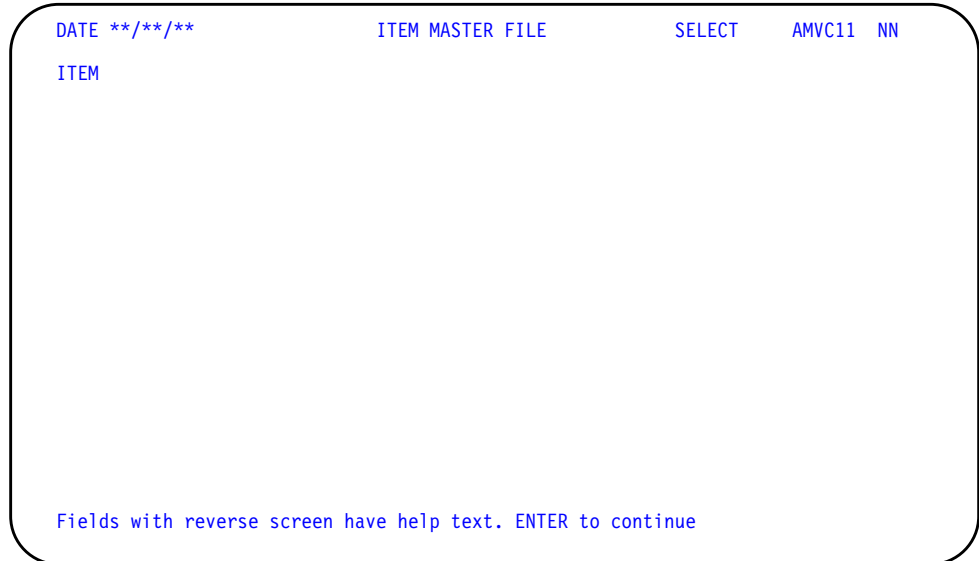 DATE **/**/** ITEM MASTER FILE SELECT AMVC11 NN
ITEM
Fields with reverse screen have help text. ENTER to continue